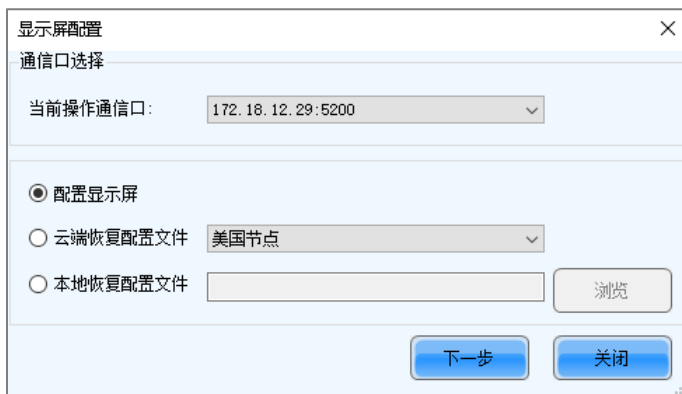 显示屏配置
通信口选择
当前操作通信口: 172.18.12.29:5200
配置显示屏
云端恢复配置文件 美国节点
本地恢复配置文件 浏览
下一步 关闭